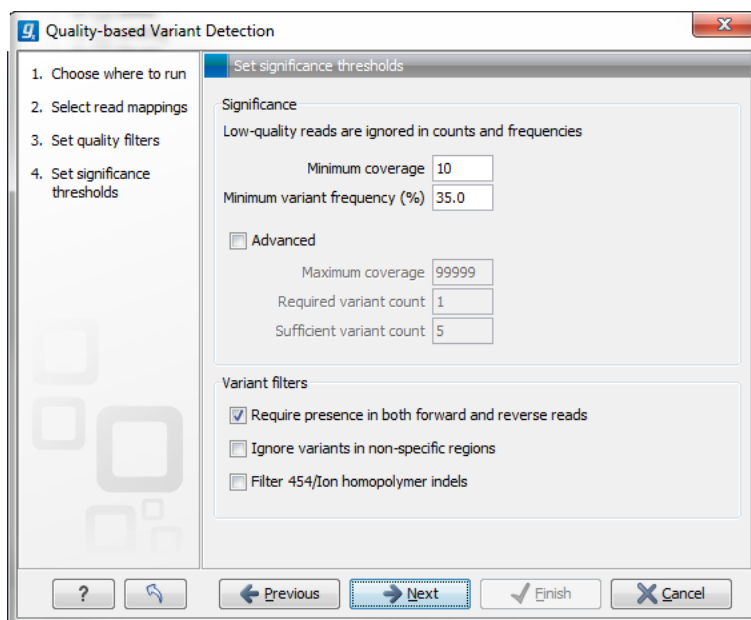 Quality-based Variant Detection
1. Choose where to run
2. Select read mappings
3. Set quality filters
4. Set significance
thresholds
Set significance thresholds
Significance
Low-quality reads are ignored in counts and frequencies
Minimum coverage 10
Minimum variant frequency (%) 35.0
Advanced
Maximum coverage 99999
Required variant count 1
Sufficient variant count 5
Variant filters
Require presence in both forward and reverse reads
Ignore variants in non-specific regions
Filter 454/Ion homopolymer indels
? Previous Next Finish Cancel